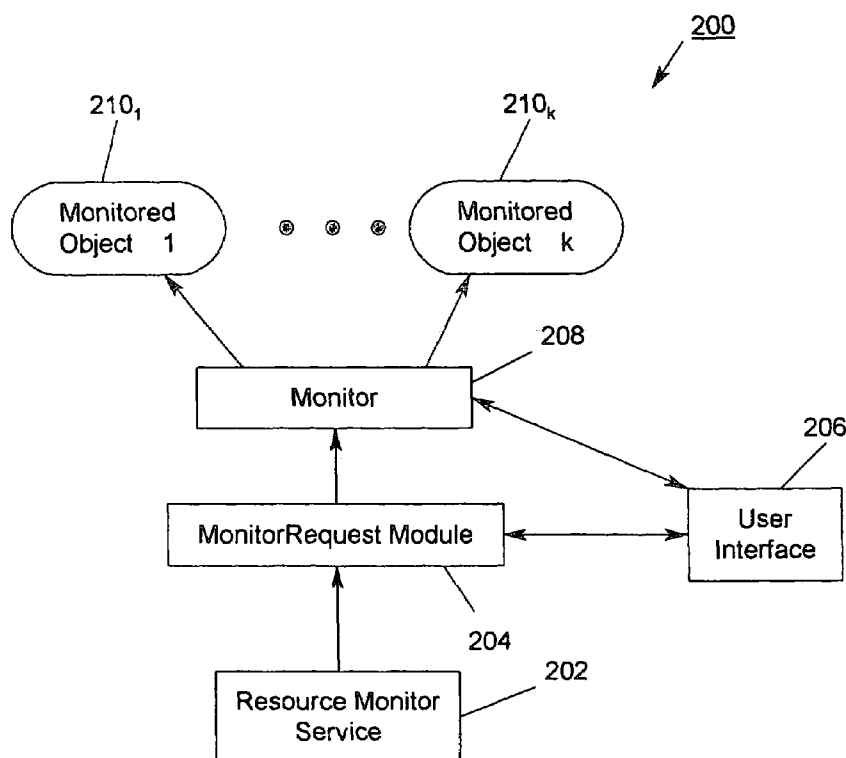 200
210₁
210ₖ
Monitored
Object 1
Monitored
Object k
208
Monitor
206
User
Interface
MonitorRequest Module
204
202
Resource Monitor
Service